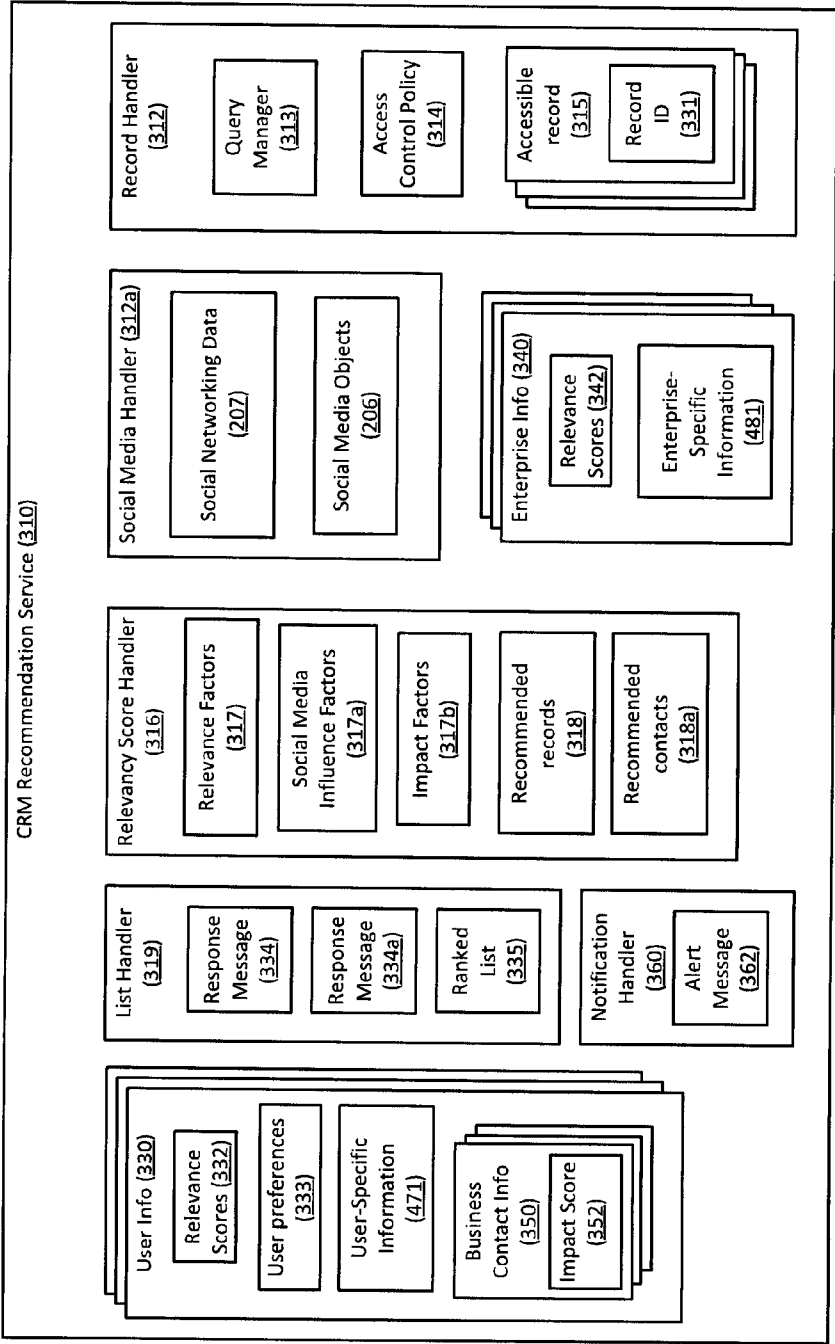 CRM Recommendation Service (310)
User Info (330)
Relevance
Scores (332)
User preferences
(333)
User-Specific
Information
(471)
Business
Contact Info
(350)
Impact Score
(352)
List Handler
(319)
Response
Message
(334)
Response
Message
(334a)
Ranked
List
(335)
Notification
Handler
(360)
Alert
Message
(362)
Relevancy Score Handler
(316)
Relevance Factors
(317)
Social Media
Influence Factors
(317a)
Impact Factors
(317b)
Recommended
records
(318)
Recommended
contacts
(318a)
Social Media Handler (312a)
Social Networking Data
(207)
Social Media Objects
(206)
Enterprise Info (340)
Relevance
Scores (342)
Enterprise-
Specific
Information
(481)
Record Handler
(312)
Query
Manager
(313)
Access
Control Policy
(314)
Accessible
record
(315)
Record
ID
(331)